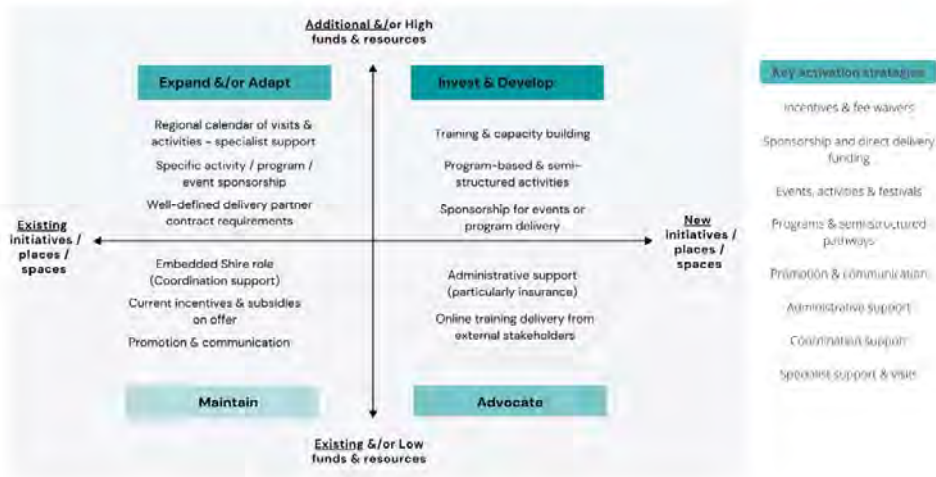 Additional &/or High
funds & resources
Expand &/or Adapt
Invest & Develop
Regional calendar of visits &
activities - specialist support
Specific activity / program /
event sponsorship
Well-defined delivery partner
contract requirements
Training & capacity building
Program-based & semi-
structured activities
Sponsorship for events or
program delivery
Existing
initiatives /
places /
spaces
New
initiatives /
places /
spaces
Embedded Shire role
(Coordination support)
Current incentives & subsidies
on offer
Promotion & communication
Administrative support
(particularly insurance)
Online training delivery from
external stakeholders
Maintain
Advocate
Existing &/or Low
funds & resources
Key activation strategies
Incentives & fee waivers
Sponsorship and direct delivery
funding
Events, activities & festivals
Programs & semi-structured
pathways
Promotion & communication
Administrative support
Coordination support
Specialist support & visits